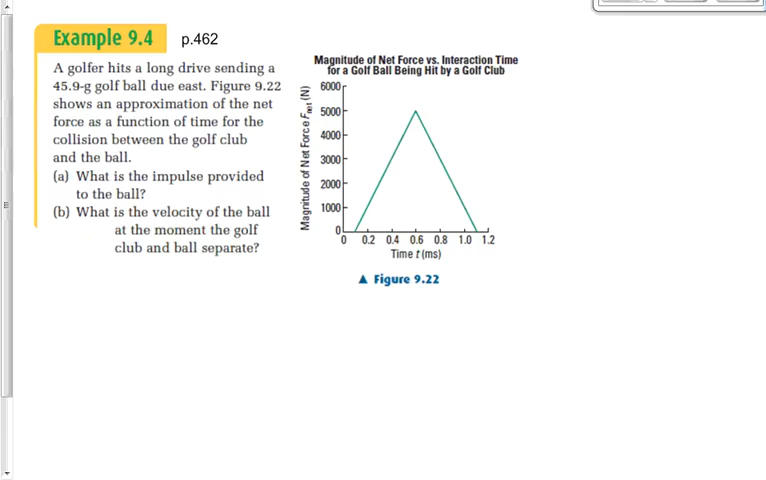 Example 9.4 p.462
A golfer hits a long drive sending a
45.9-g golf ball due east. Figure 9.22
shows an approximation of the net
force as a function of time for the
collision between the golf club
and the ball.
(a) What is the impulse provided
to the ball?
(b) What is the velocity of the ball
at the moment the golf
club and ball separate?
Magnitude of Net Force vs. Interaction Time
for a Golf Ball Being Hit by a Golf Club
Magnitude of Net Force Fnet (N)
6000
5000
4000
3000
2000
1000
0
0 0.2 0.4 0.6 0.8 1.0 1.2
Time t (ms)
▲ Figure 9.22